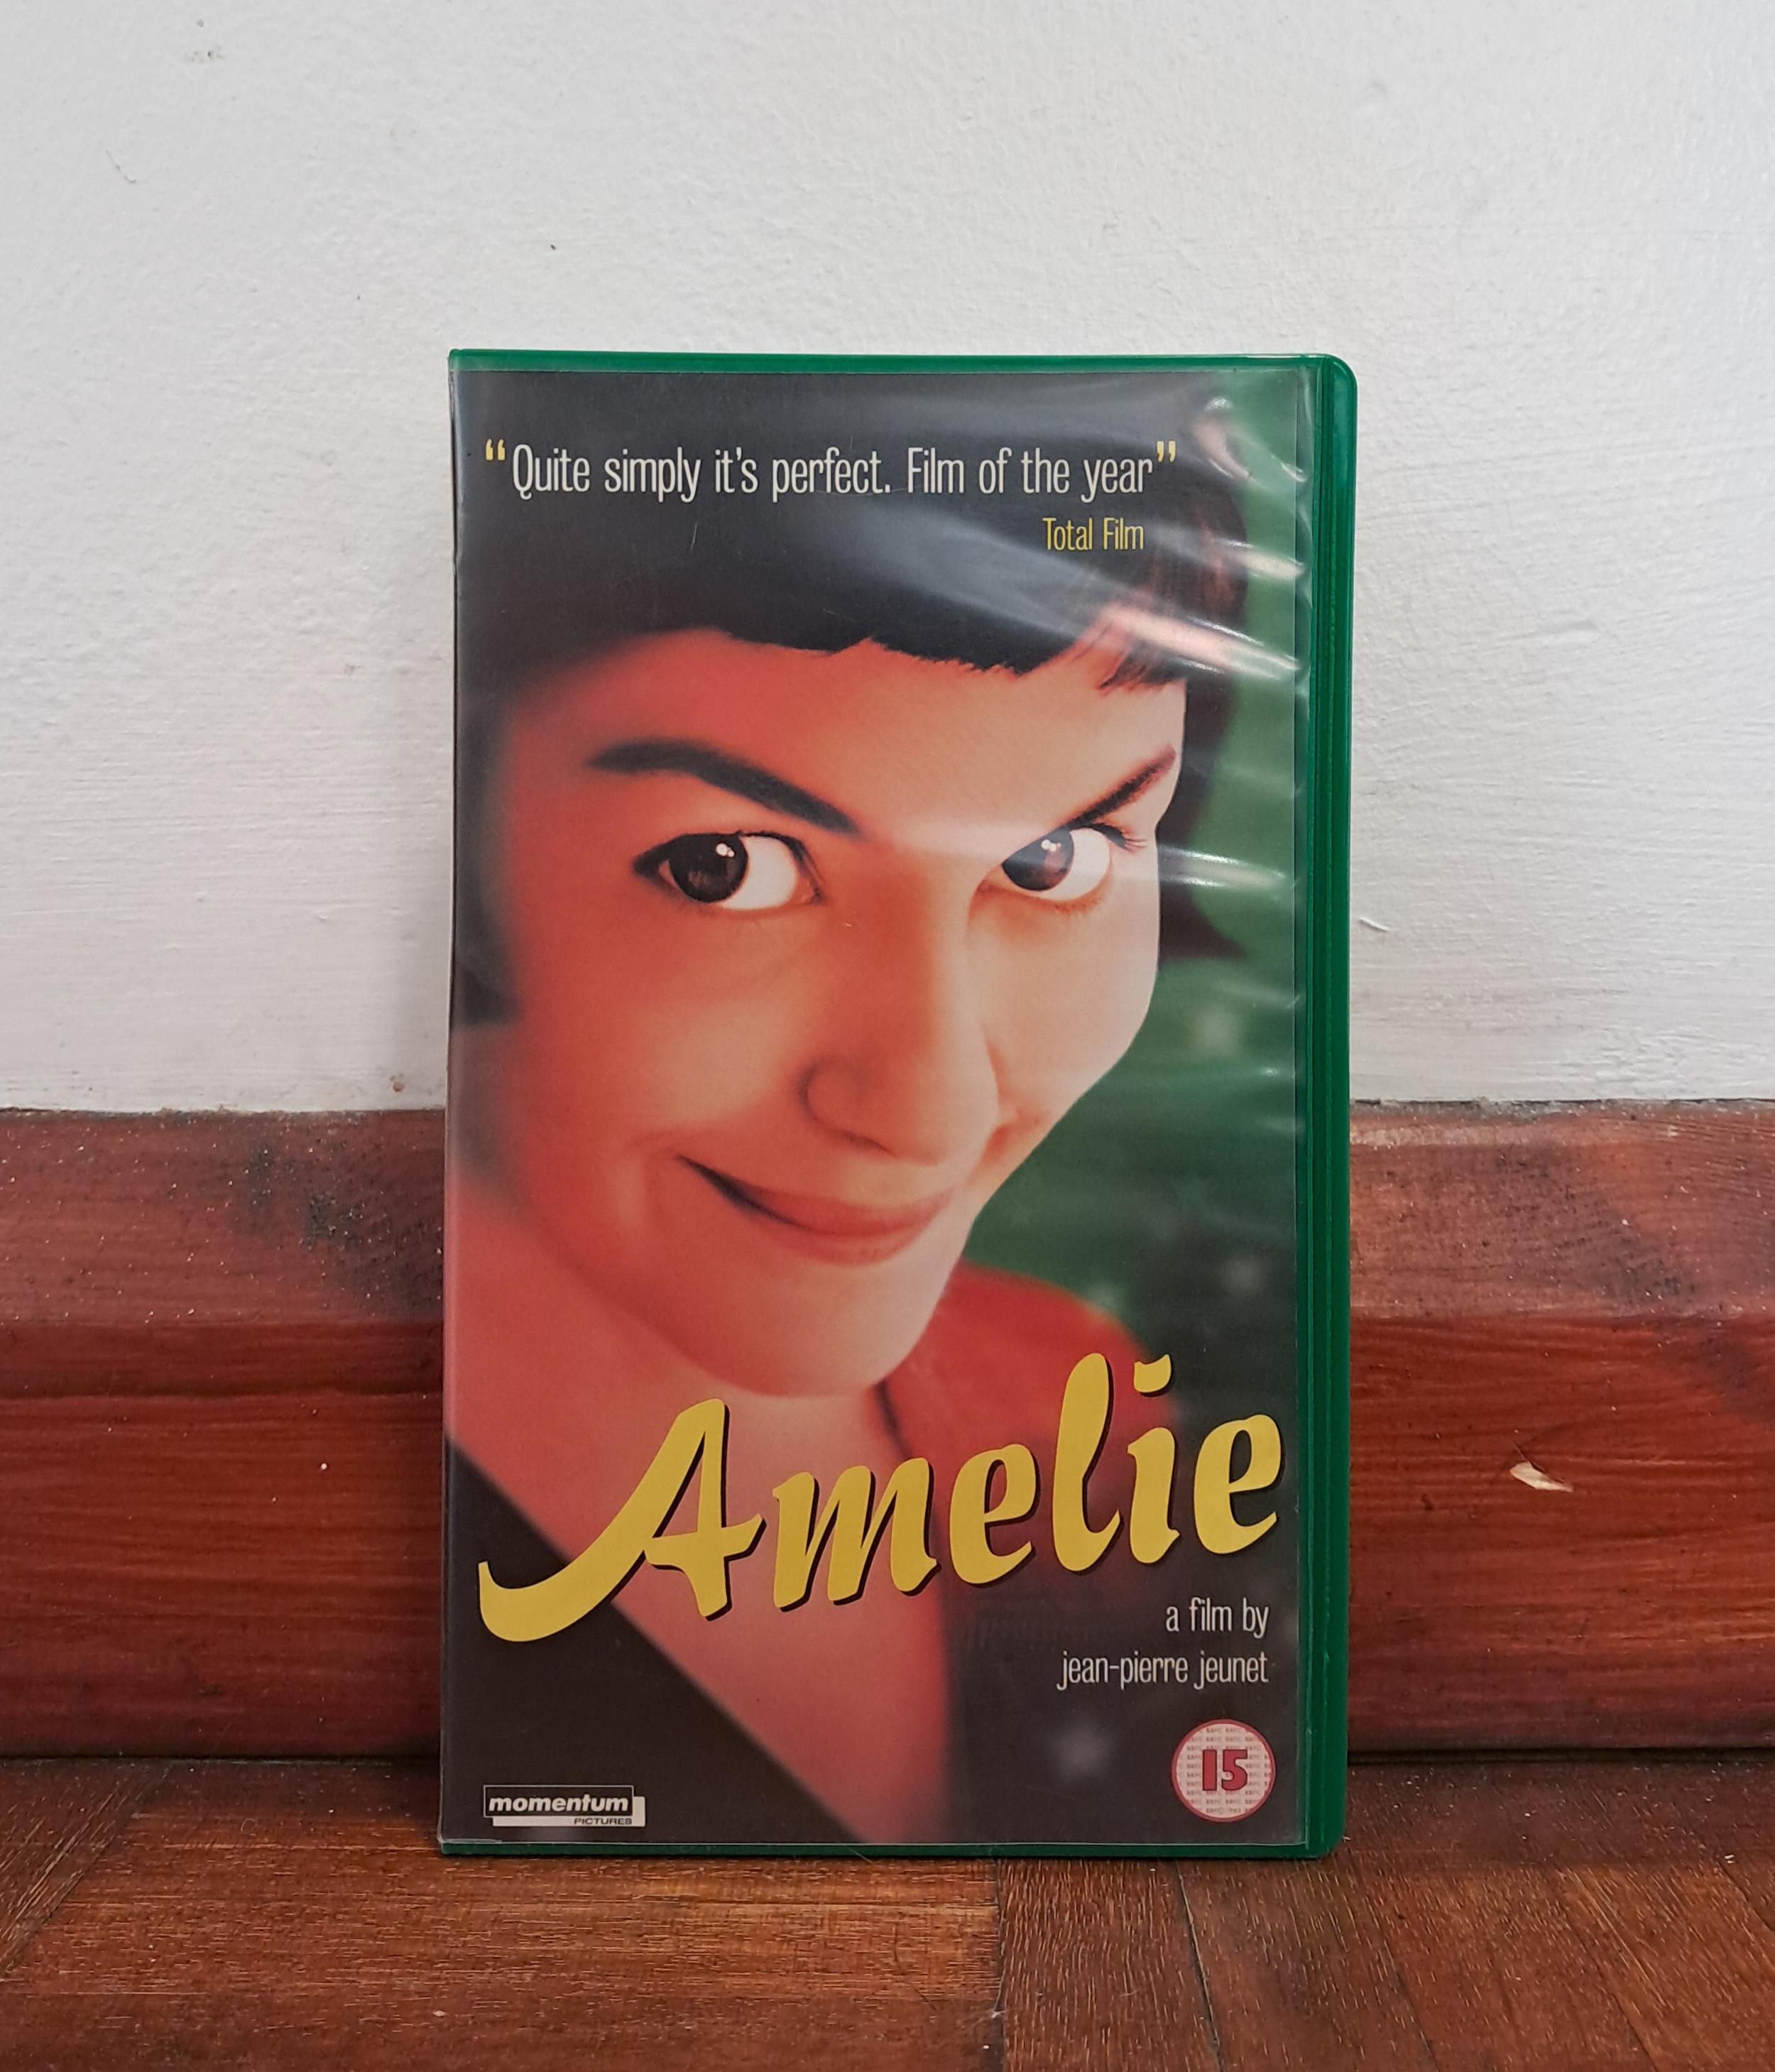 “Quite simply it's perfect. Film of the year”
Total Film
Amelie
a film by
jean-pierre jeunet
15
momentum
PICTURES